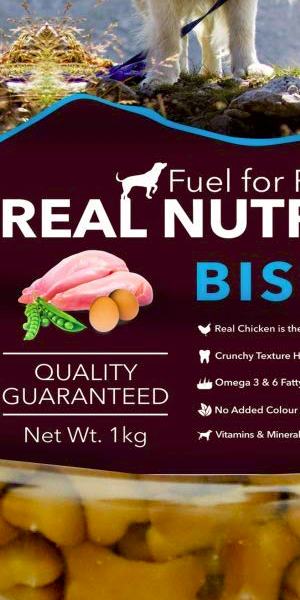 Fuel for
REAL NUT
BIS
Real Chicken is the
Crunchy Texture H
Omega 3 & 6 Fatty
No Added Colour
Vitamins & Mineral
QUALITY
GUARANTEED
Net Wt. 1kg